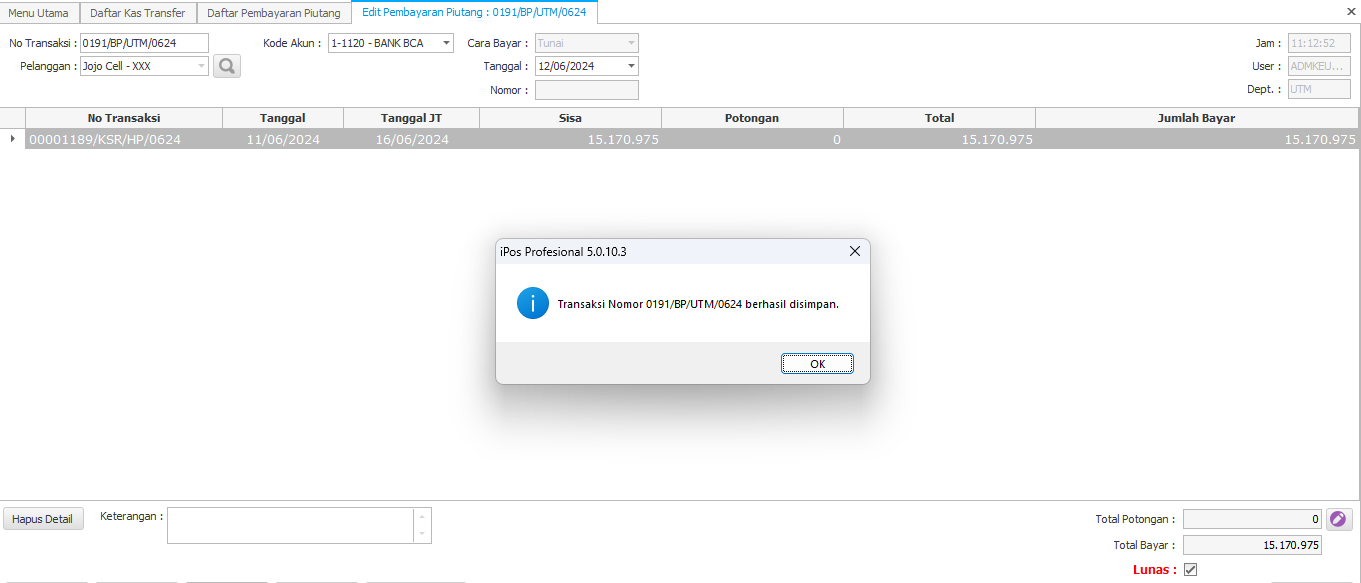 Menu Utama Daftar Kas Transfer Daftar Pembayaran Piutang Edit Pembayaran Piutang : 0191/BP/UTM/0624
No Transaksi : 0191/BP/UTM/0624 Kode Akun : 1-1120 - BANK BCA Cara Bayar : Tunai Jam : 11:12:52
Pelanggan : Jojo Cell - XXX Tanggal : 12/06/2024 User : ADMKEU...
Nomor : Dept. : UTM
No Transaksi Tanggal Tanggal JT Sisa Potongan Total Jumlah Bayar
00001189/KSR/HP/0624 11/06/2024 16/06/2024 15.170.975 0 15.170.975 15.170.975
iPos Profesional 5.0.10.3
Transaksi Nomor 0191/BP/UTM/0624 berhasil disimpan.
OK
Hapus Detail Keterangan : Total Potongan : 0
Total Bayar : 15.170.975
Lunas :